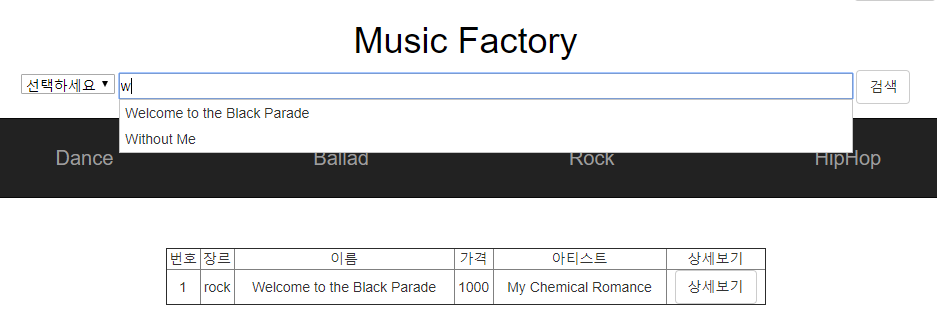 Music Factory
선택하세요 w 검색
Welcome to the Black Parade
Without Me
Dance Ballad Rock HipHop
번호 장르 이름 가격 아티스트 상세보기
1 rock Welcome to the Black Parade 1000 My Chemical Romance 상세보기